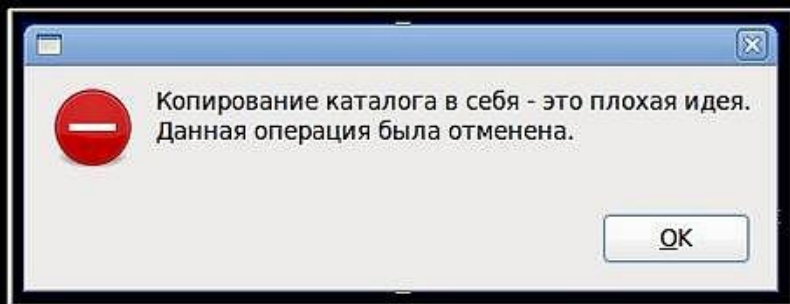 Копирование каталога в себя - это плохая идея.
Данная операция была отменена.
OK